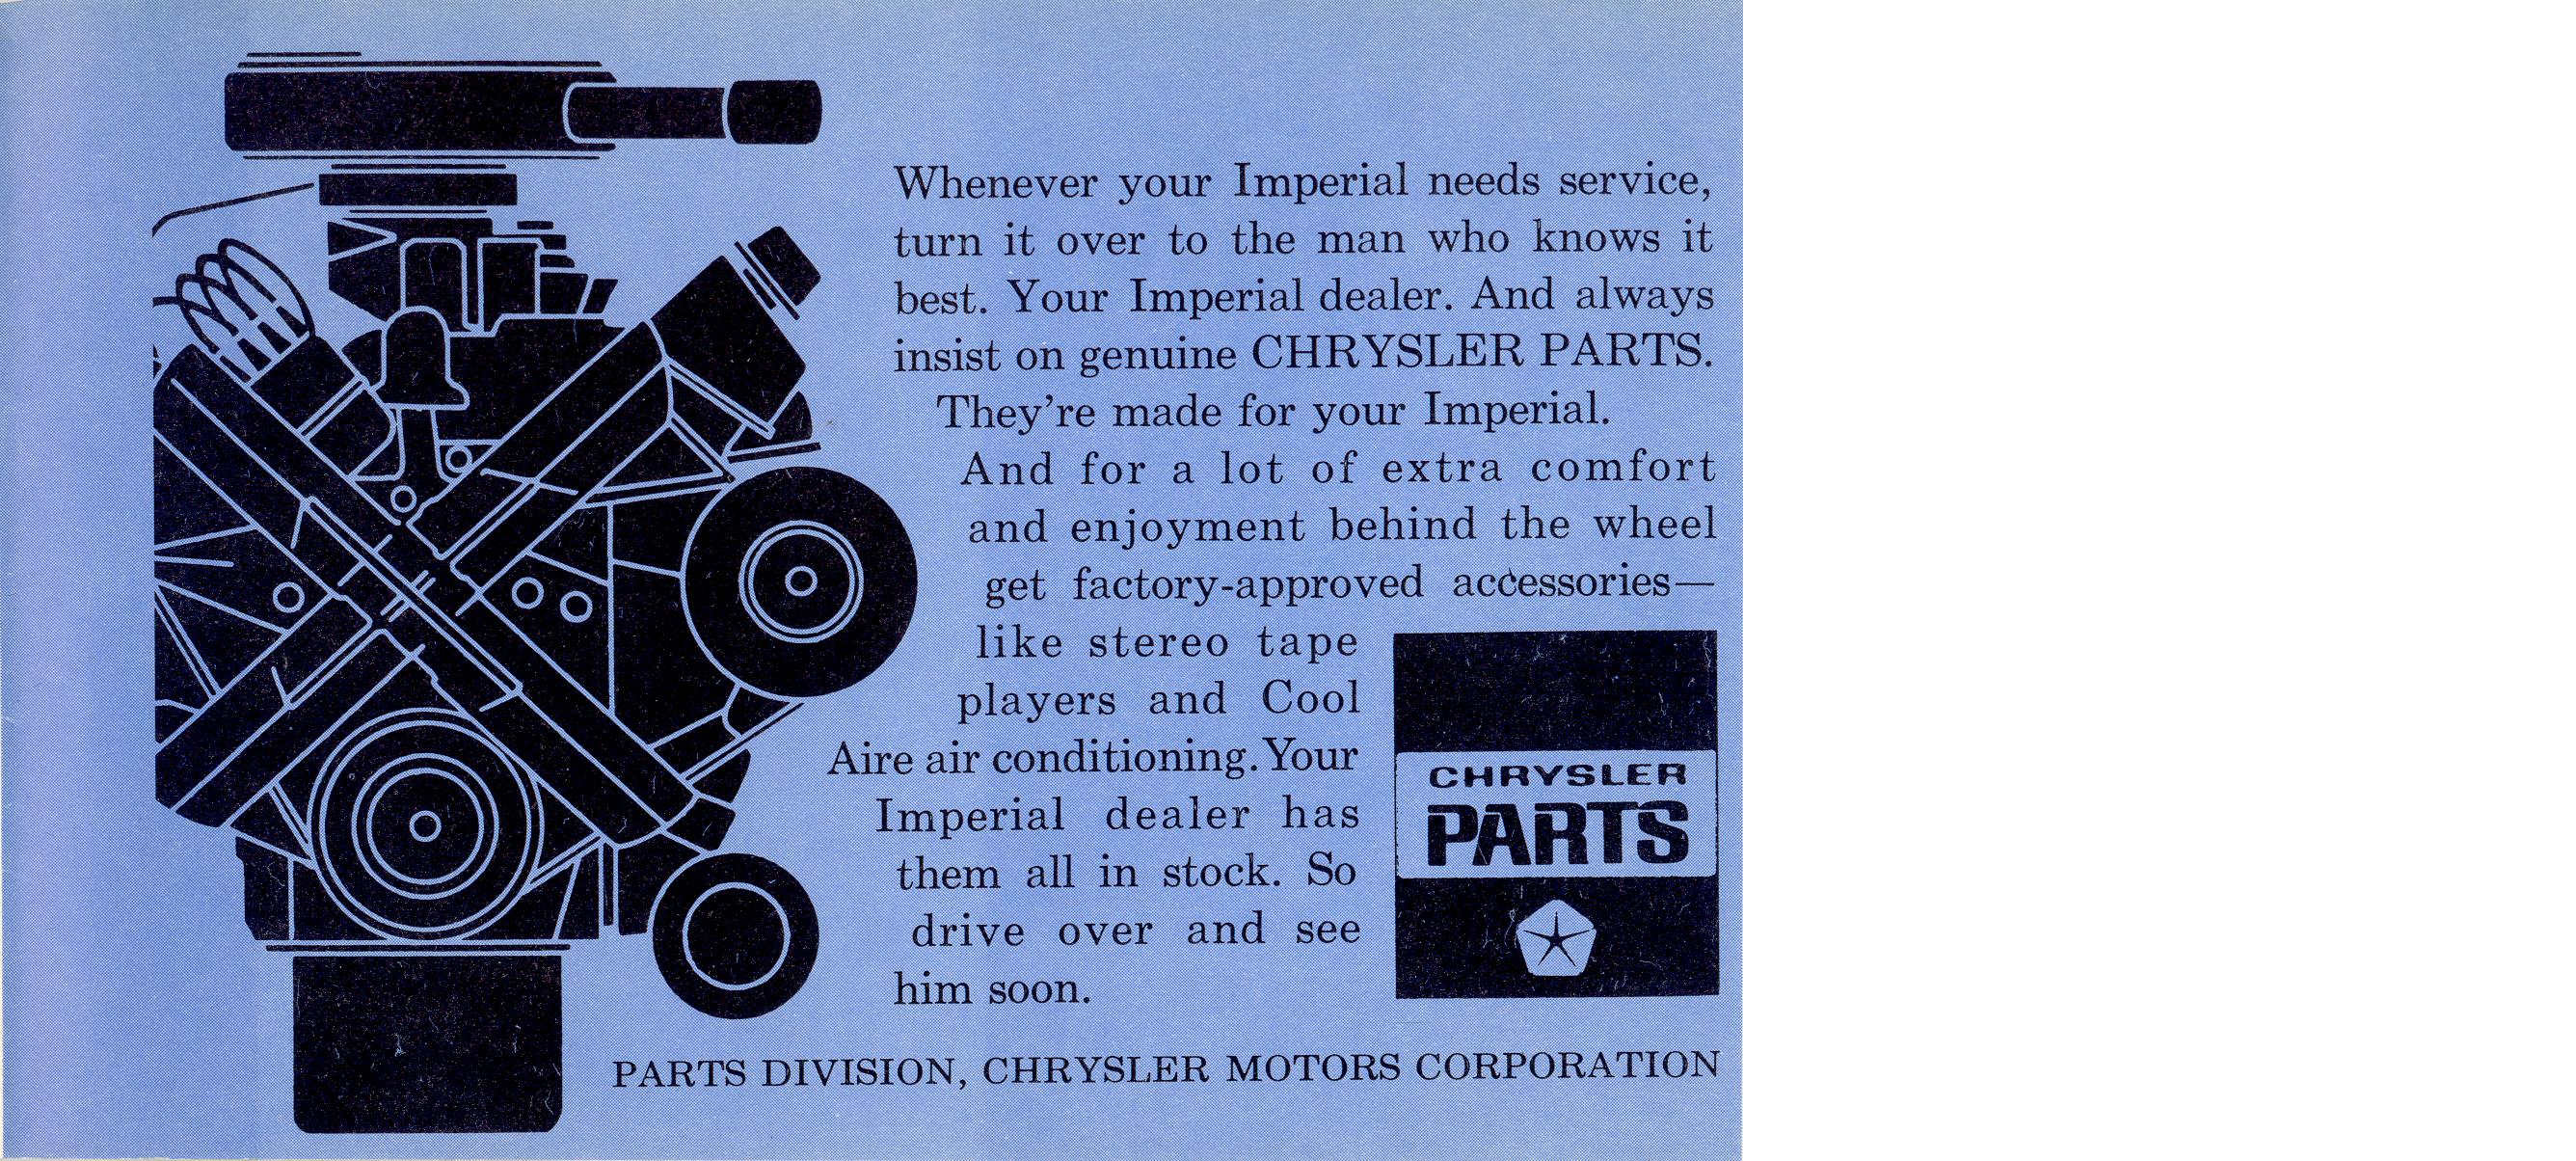 Whenever your Imperial needs service,
turn it over to the man who knows it
best. Your Imperial dealer. And always
insist on genuine CHRYSLER PARTS.
They're made for your Imperial.
And for a lot of extra comfort
and enjoyment behind the wheel
get factory-approved accessories—
like stereo tape
players and Cool
Aire air conditioning. Your
Imperial dealer has
them all in stock. So
drive over and see
him soon.
CHRYSLER
PARTS
PARTS DIVISION, CHRYSLER MOTORS CORPORATION